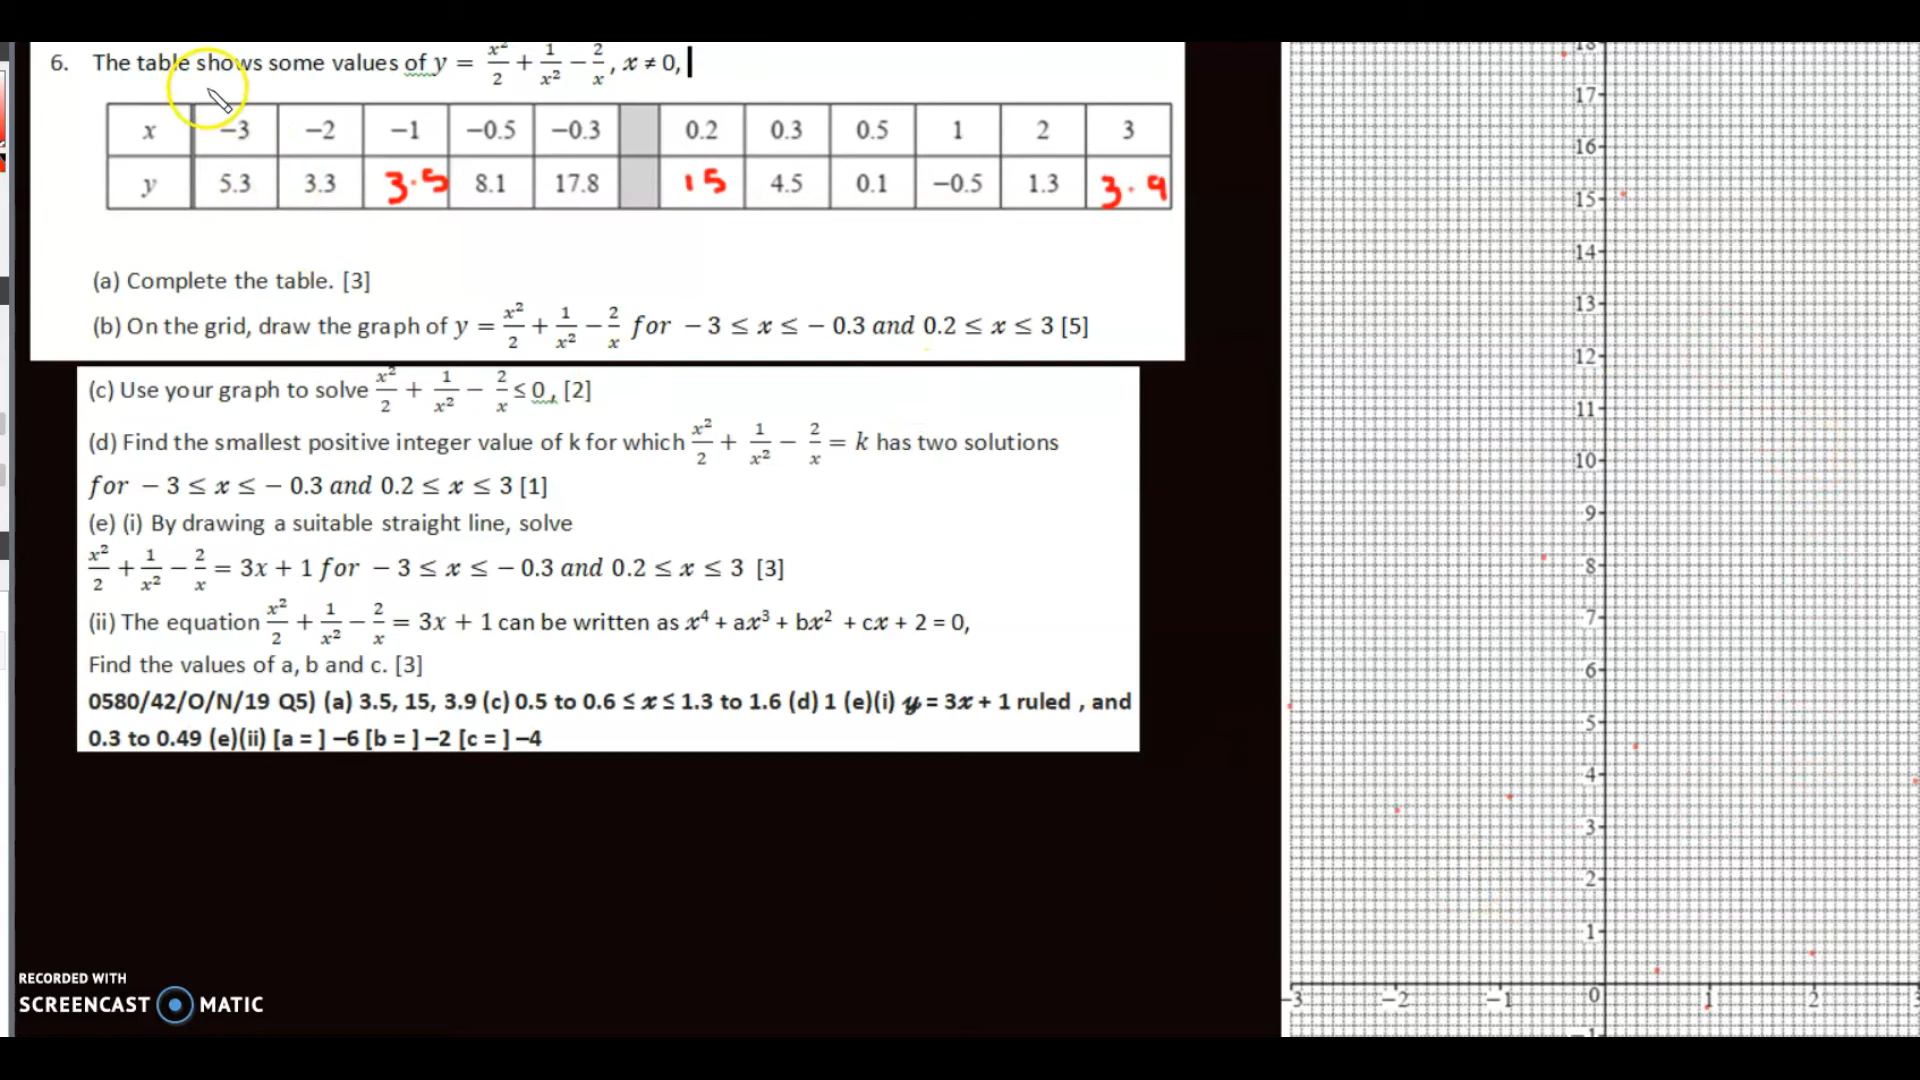 6. The table shows some values of y = x²/2 + 1/x² − 2/x, x ≠ 0,
x −3 −2 −1 −0.5 −0.3 0.2 0.3 0.5 1 2 3
y 5.3 3.3 3.5 8.1 17.8 15 4.5 0.1 −0.5 1.3 3.9
(a) Complete the table. [3]
(b) On the grid, draw the graph of y = x²/2 + 1/x² − 2/x for − 3 ≤ x ≤ − 0.3 and 0.2 ≤ x ≤ 3 [5]
(c) Use your graph to solve x²/2 + 1/x² − 2/x ≤ 0, [2]
(d) Find the smallest positive integer value of k for which x²/2 + 1/x² − 2/x = k has two solutions
for − 3 ≤ x ≤ − 0.3 and 0.2 ≤ x ≤ 3 [1]
(e) (i) By drawing a suitable straight line, solve
x²/2 + 1/x² − 2/x = 3x + 1 for − 3 ≤ x ≤ − 0.3 and 0.2 ≤ x ≤ 3 [3]
(ii) The equation x²/2 + 1/x² − 2/x = 3x + 1 can be written as x⁴ + ax³ + bx² + cx + 2 = 0,
Find the values of a, b and c. [3]
0580/42/O/N/19 Q5) (a) 3.5, 15, 3.9 (c) 0.5 to 0.6 ≤ x ≤ 1.3 to 1.6 (d) 1 (e)(i) y = 3x + 1 ruled , and
0.3 to 0.49 (e)(ii) [a = ] −6 [b = ] −2 [c = ] −4
RECORDED WITH
SCREENCAST MATIC
18
17
16
15
14
13
12
11
10
9
8
7
6
5
4
3
2
1
−3 −2 −1 0 1 2 3
−1